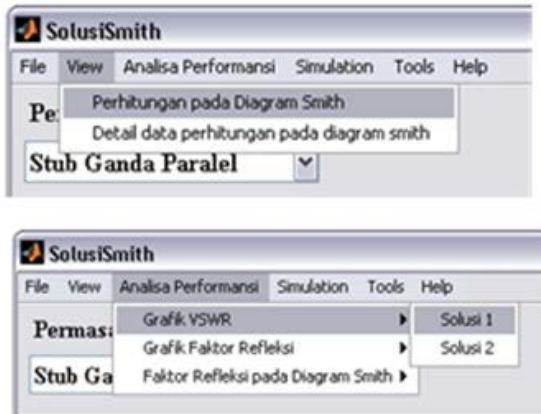 SolusiSmith
File View Analisa Performansi Simulation Tools Help
Perhitungan pada Diagram Smith
Pe
Detail data perhitungan pada diagram smith
Stub Ganda Paralel
SolusiSmith
File View Analisa Performansi Simulation Tools Help
Grafik VSWR Solusi 1
Permasa
Grafik Faktor Refleksi Solusi 2
Stub Ga
Faktor Refleksi pada Diagram Smith